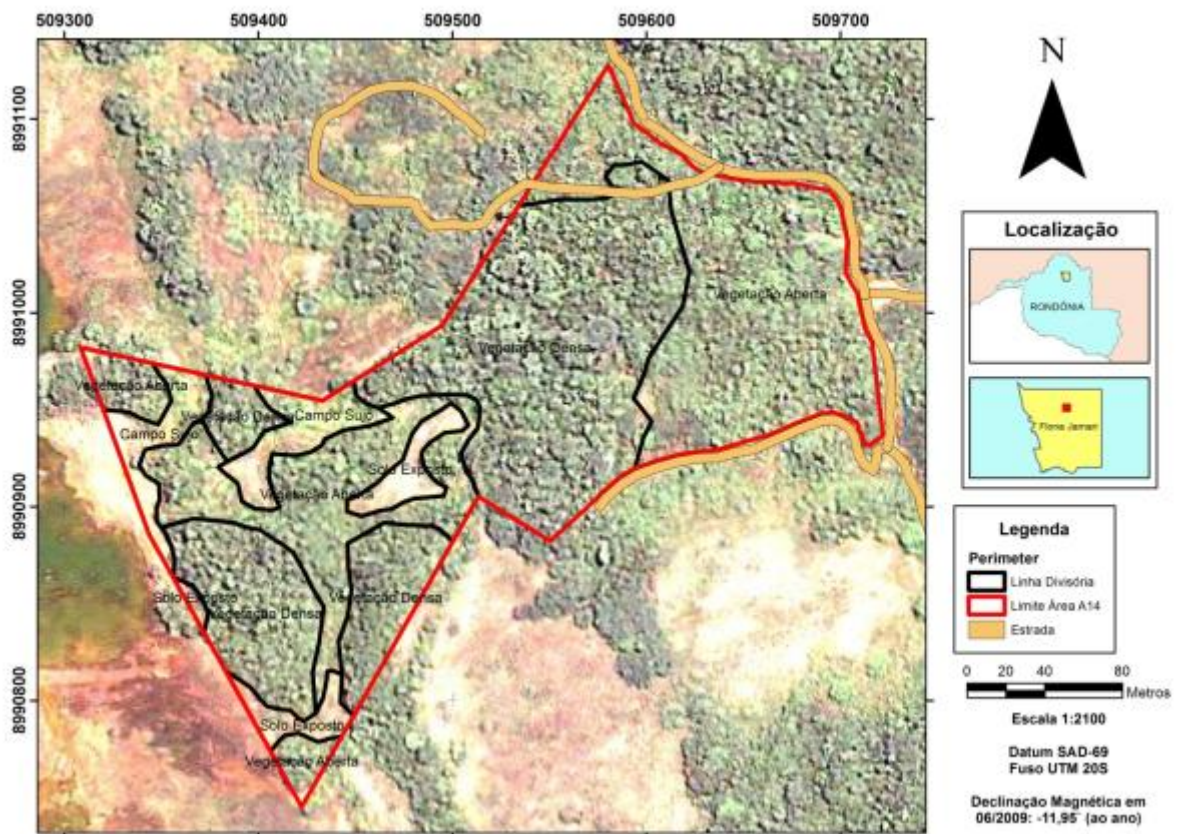 509300 509400 509500 509600 509700
8991100
8991000
8990900
8990800
Vegetação Aberta
Vegetação Densa
Vegetação Aberta
Vegetação Densa
Campo Sujo
Campo Sujo
Solo Exposto
Vegetação Aberta
Solo Exposto
Vegetação Densa
Vegetação Densa
Solo Exposto
Vegetação Aberta
N
Localização
RONDÔNIA
Flona Jamari
Legenda
Perimeter
Linha Divisória
Limite Área A14
Estrada
0 20 40 80
Metros
Escala 1:2100
Datum SAD-69
Fuso UTM 20S
Declinação Magnética em
06/2009: -11,95° (ao ano)